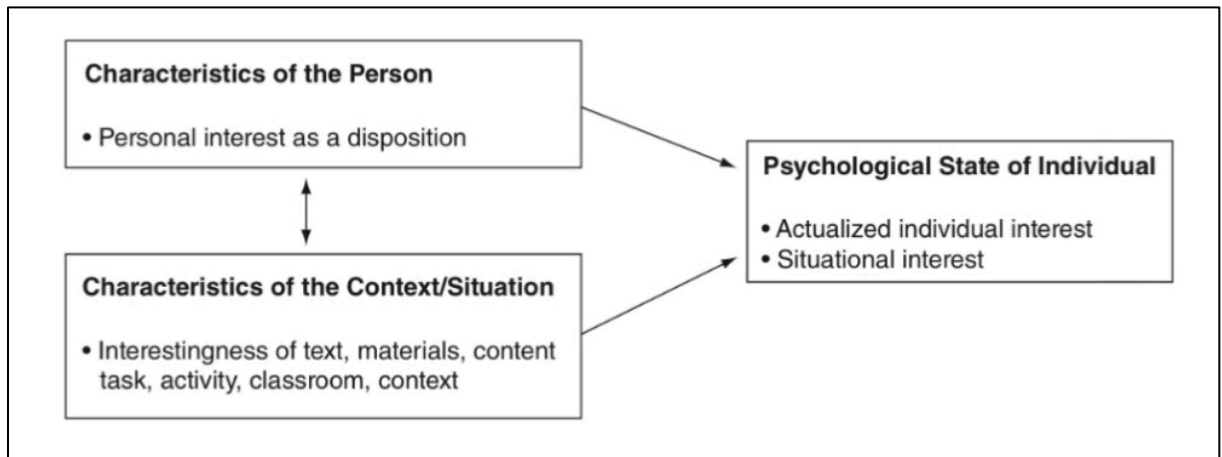 Characteristics of the Person
• Personal interest as a disposition
Characteristics of the Context/Situation
• Interestingness of text, materials, content
task, activity, classroom, context
Psychological State of Individual
• Actualized individual interest
• Situational interest